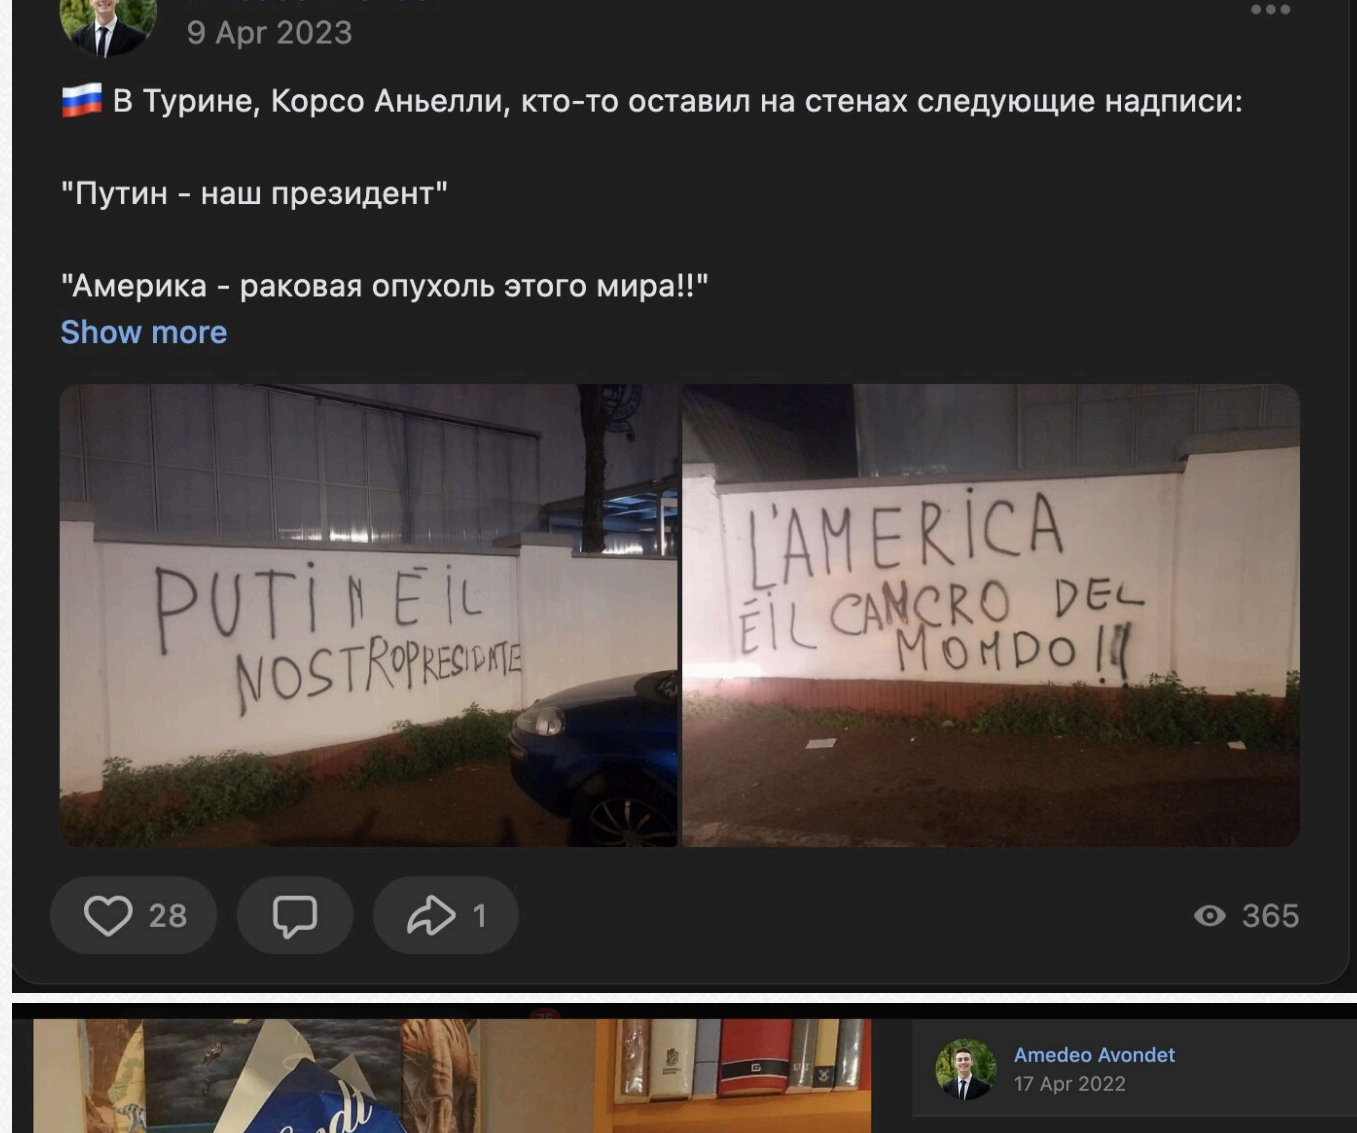 9 Apr 2023
🇷🇺 В Турине, Корсо Аньелли, кто-то оставил на стенах следующие надписи:
"Путин - наш президент"
"Америка - раковая опухоль этого мира!!"
Show more
PUTIN È IL
NOSTROPRESIDNTE
L'AMERICA
É IL CANCRO DEL
MONDO!!
28
1
365
Amedeo Avondet
17 Apr 2022